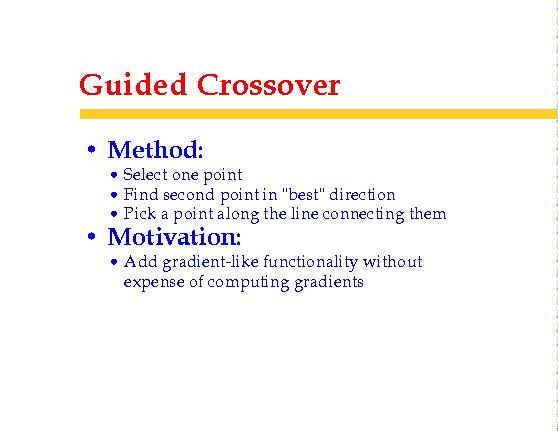 Guided Crossover
• Method:
• Select one point
• Find second point in "best" direction
• Pick a point along the line connecting them
• Motivation:
• Add gradient-like functionality without
expense of computing gradients